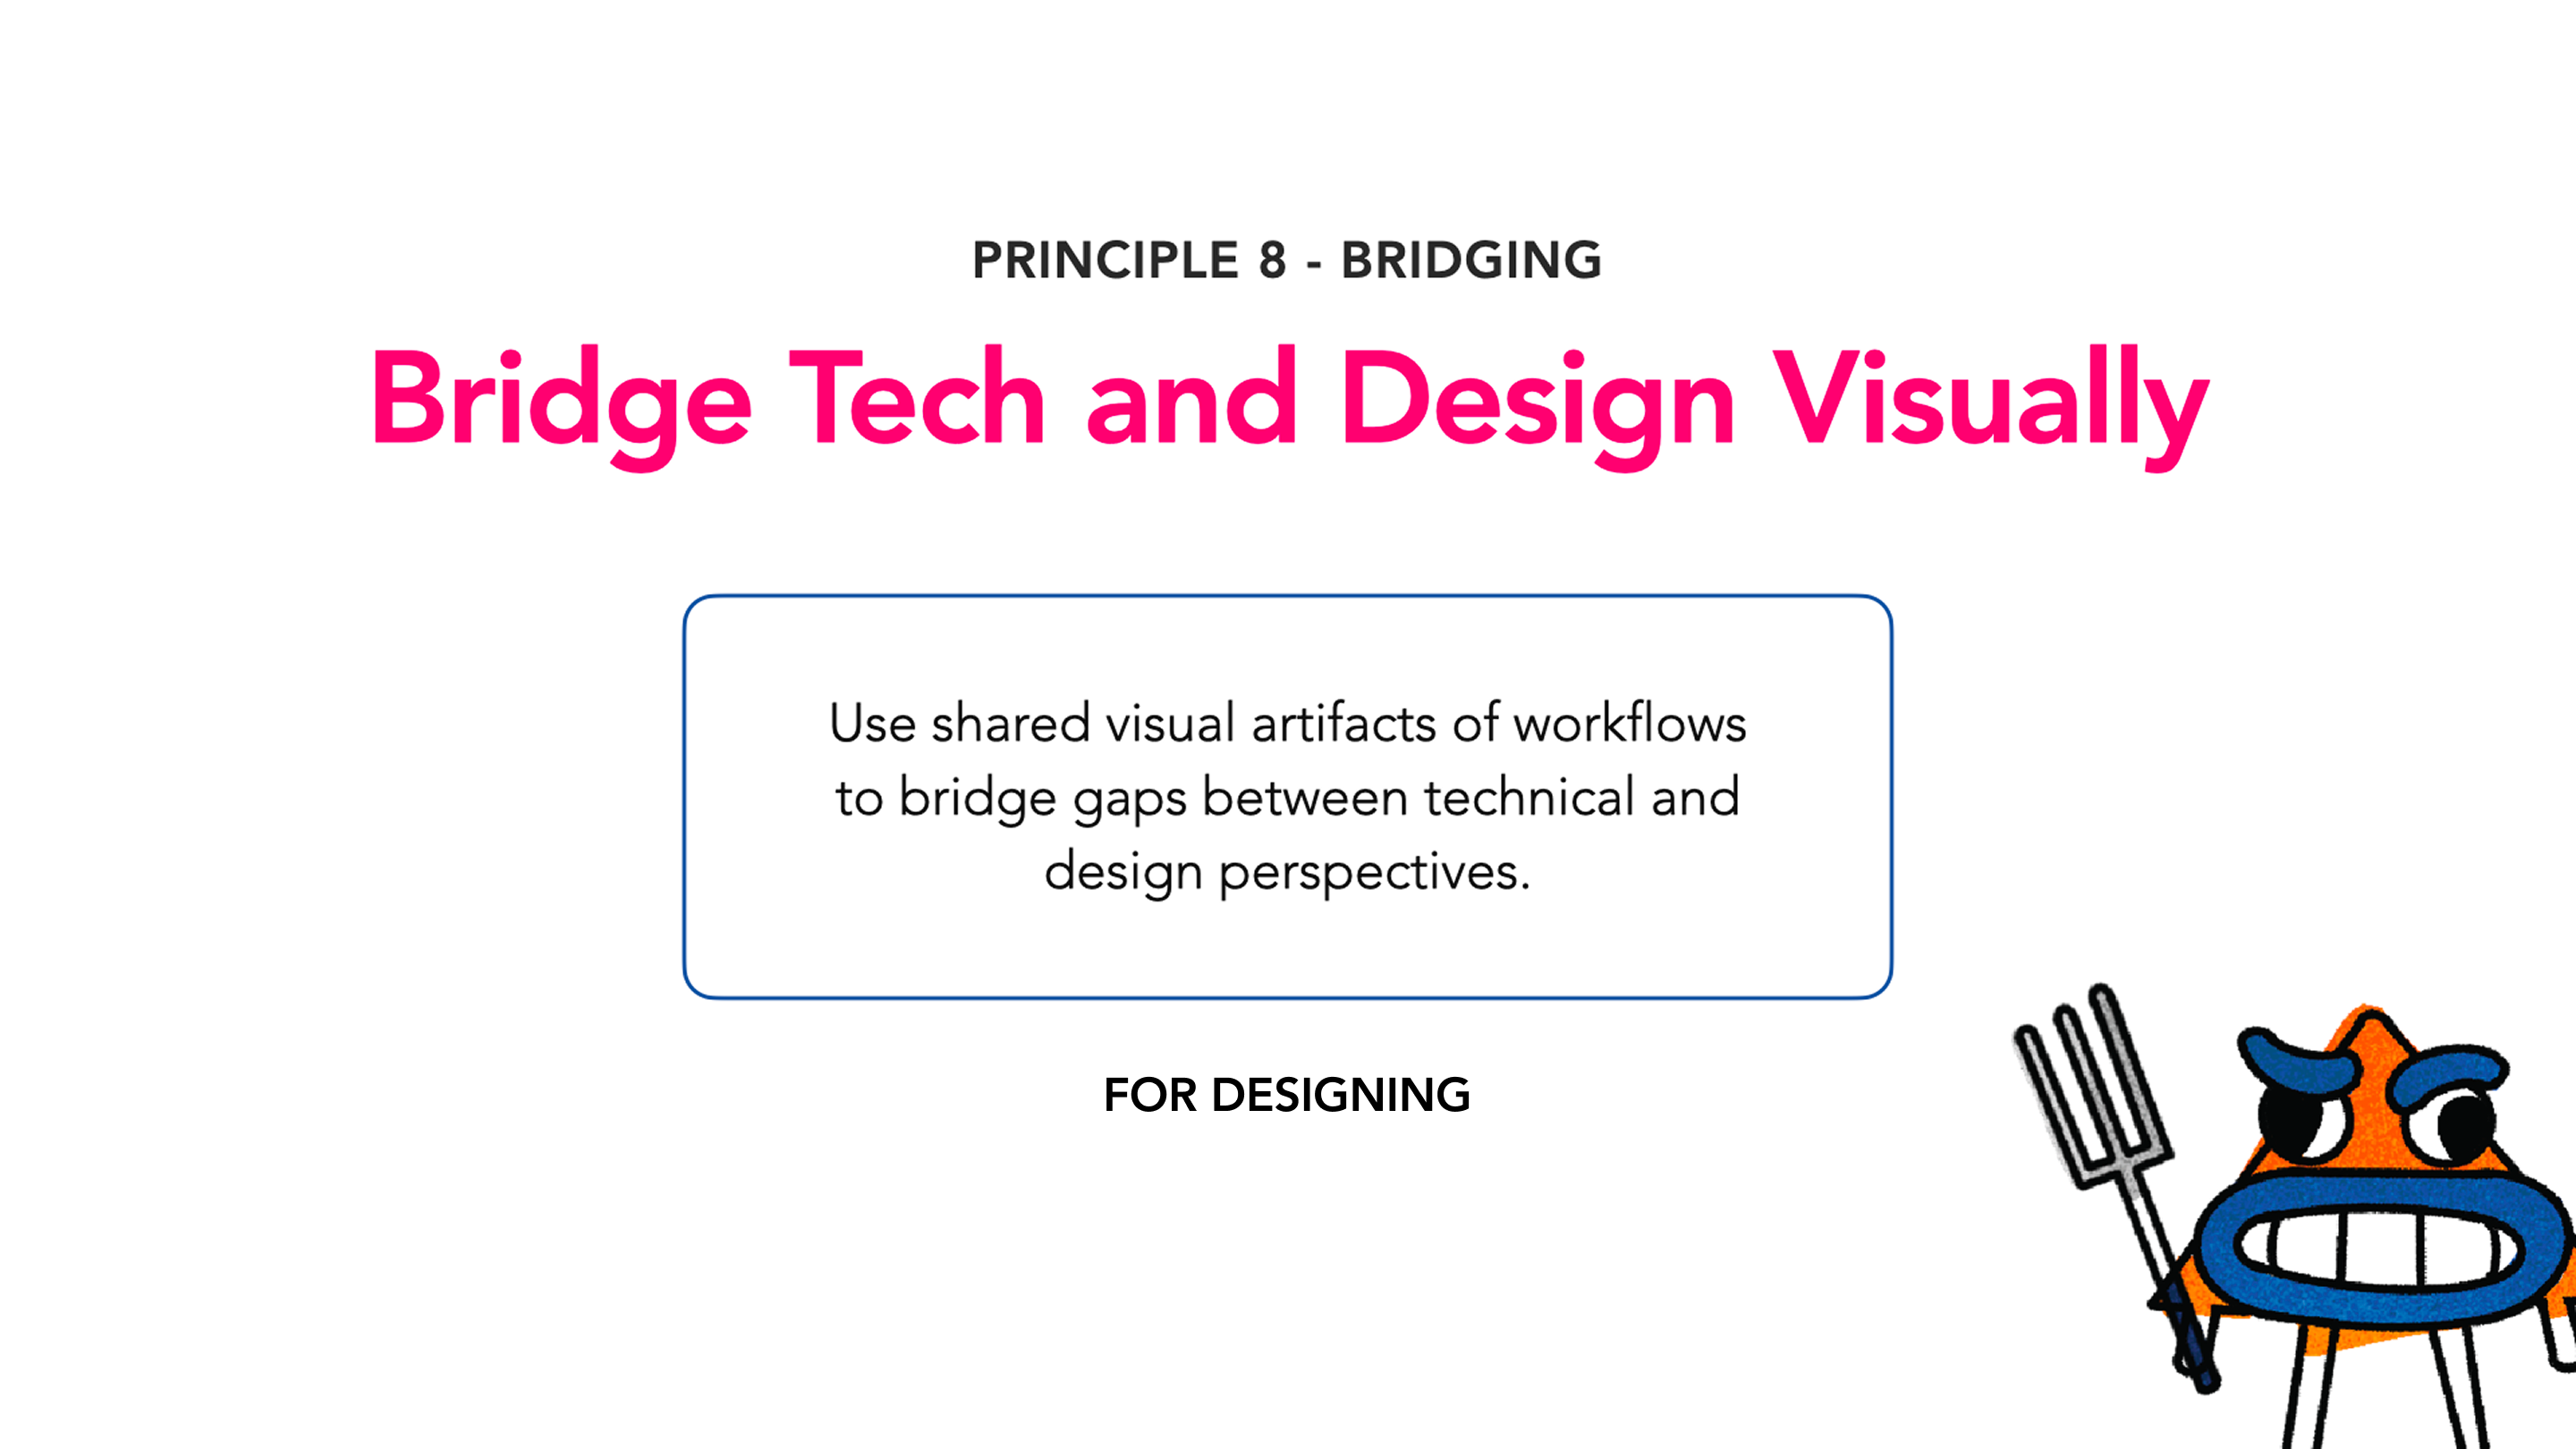 PRINCIPLE 8 - BRIDGING
Bridge Tech and Design Visually
Use shared visual artifacts of workflows
to bridge gaps between technical and
design perspectives.
FOR DESIGNING